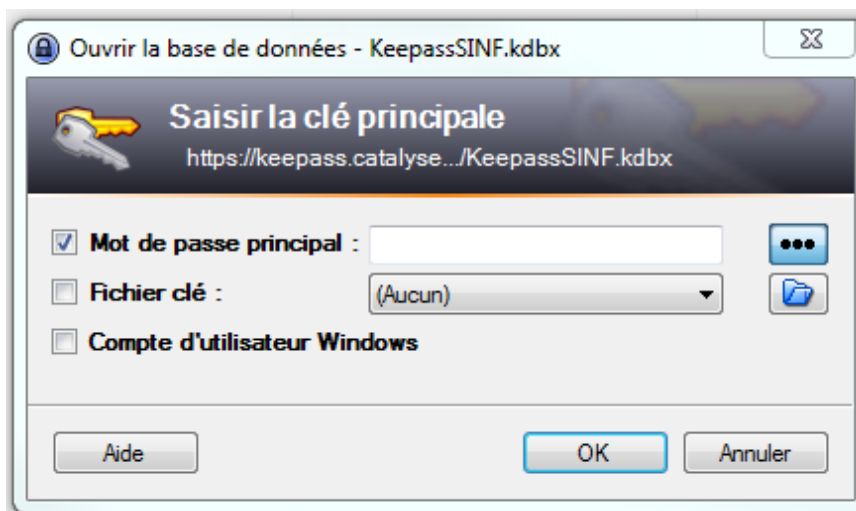 Ouvrir la base de données - KeepassSINF.kdbx
Saisir la clé principale
https://keepass.catalyse.../KeepassSINF.kdbx
Mot de passe principal :
Fichier clé : (Aucun)
Compte d'utilisateur Windows
Aide OK Annuler